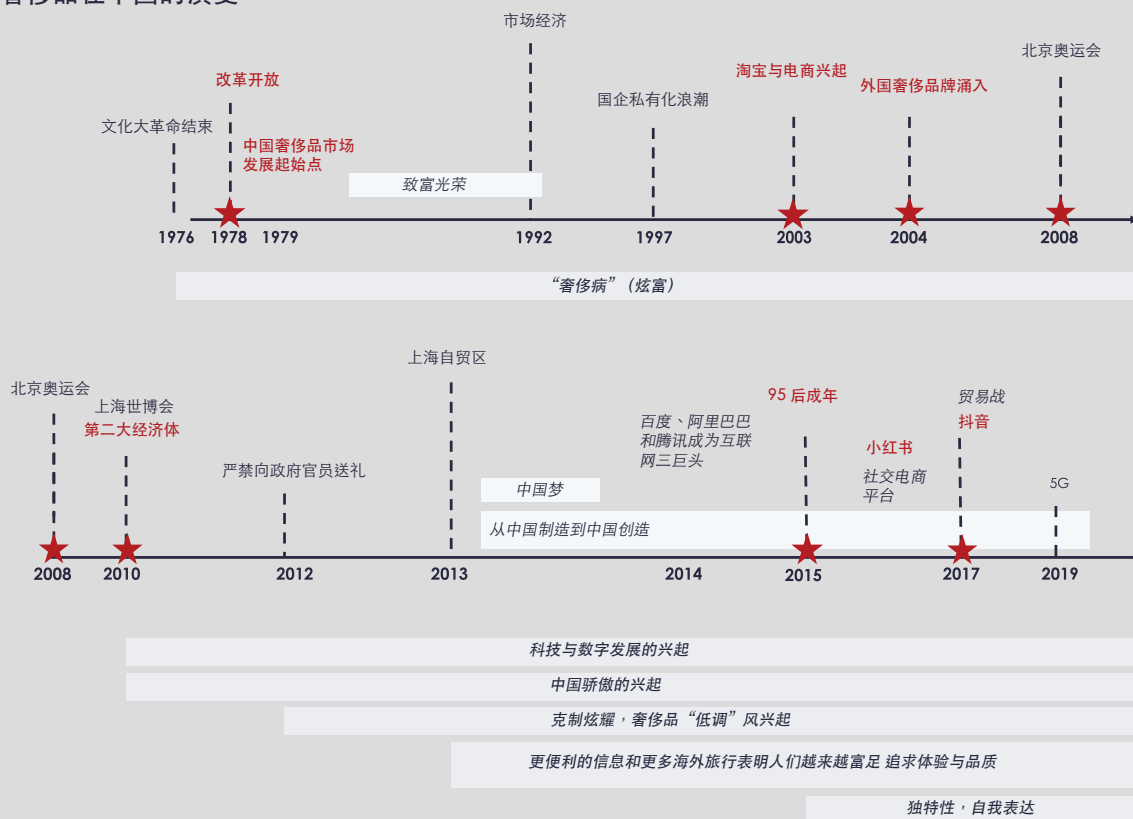 奢侈品在中国的演变
市场经济
北京奥运会
淘宝与电商兴起
改革开放
外国奢侈品牌涌入
国企私有化浪潮
文化大革命结束
中国奢侈品市场
发展起始点
致富光荣
1976 1978 1979 1992 1997 2003 2004 2008
“奢侈病”（炫富）
上海自贸区
北京奥运会
95 后成年
贸易战
上海世博会
抖音
第二大经济体
百度、阿里巴巴
和腾讯成为互联
网三巨头
小红书
严禁向政府官员送礼
社交电商
平台
5G
中国梦
从中国制造到中国创造
2008 2010 2012 2013 2014 2015 2017 2019
科技与数字发展的兴起
中国骄傲的兴起
克制炫耀，奢侈品“低调”风兴起
更便利的信息和更多海外旅行表明人们越来越富足 追求体验与品质
独特性，自我表达